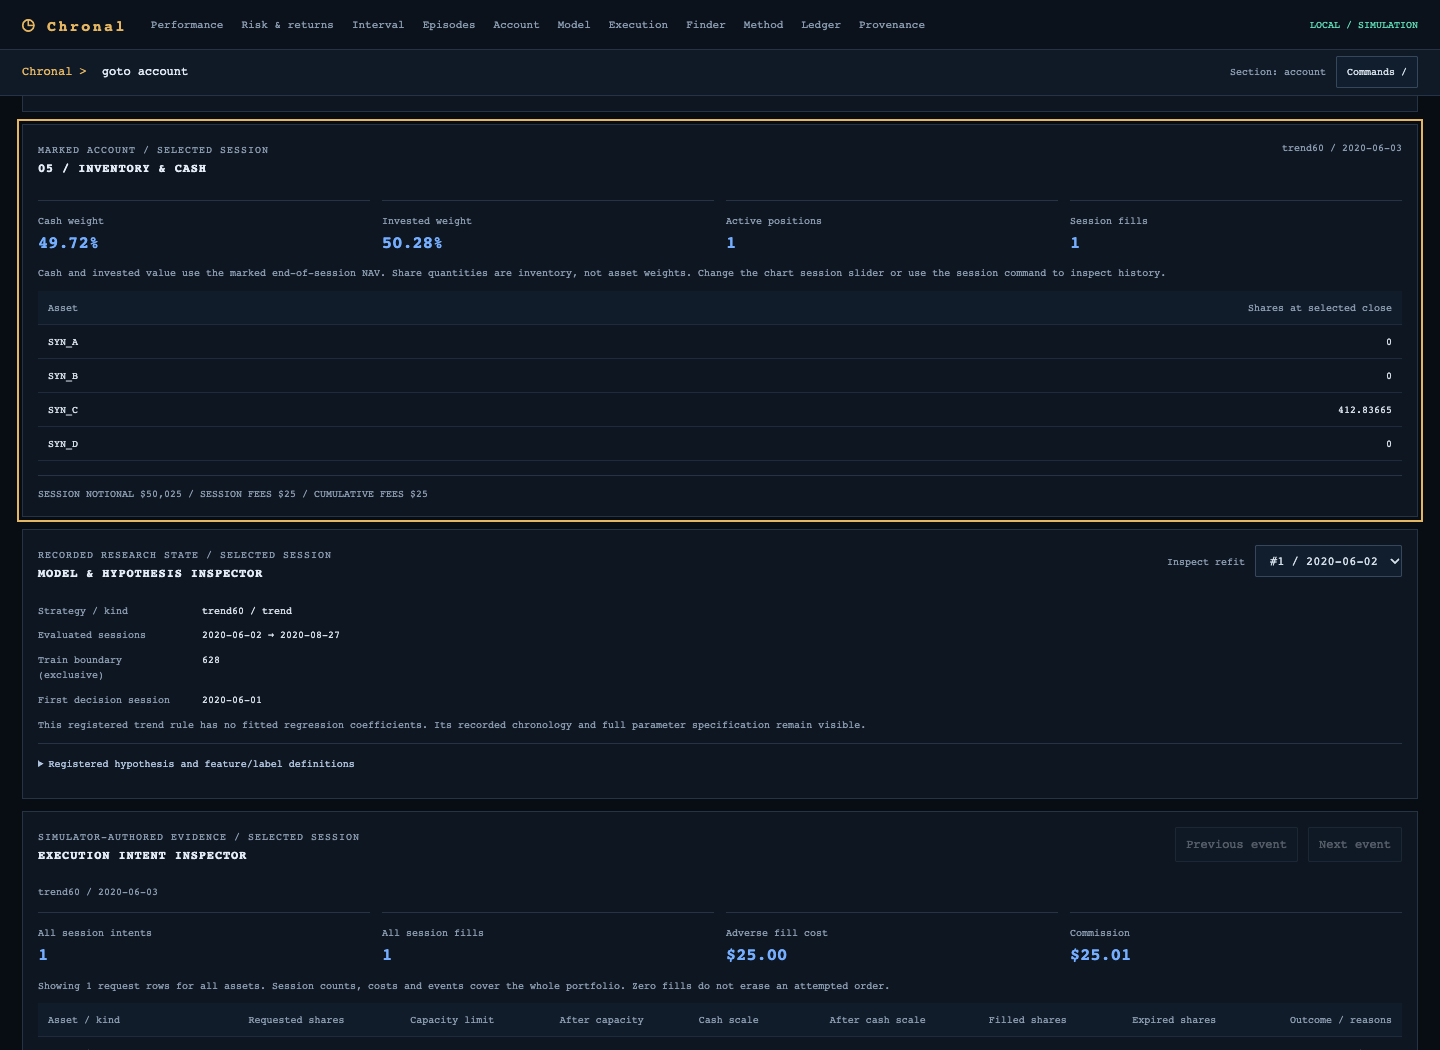 Chronal
Performance Risk & returns Interval Episodes Account Model Execution Finder Method Ledger Provenance
LOCAL / SIMULATION
Chronal > goto account
Section: account
Commands /
MARKED ACCOUNT / SELECTED SESSION
05 / INVENTORY & CASH
trend60 / 2020-06-03
Cash weight
49.72%
Invested weight
50.28%
Active positions
1
Session fills
1
Cash and invested value use the marked end-of-session NAV. Share quantities are inventory, not asset weights. Change the chart session slider or use the session command to inspect history.
Asset Shares at selected close
SYN_A 0
SYN_B 0
SYN_C 412.83665
SYN_D 0
SESSION NOTIONAL $50,025 / SESSION FEES $25 / CUMULATIVE FEES $25
RECORDED RESEARCH STATE / SELECTED SESSION
MODEL & HYPOTHESIS INSPECTOR
Inspect refit #1 / 2020-06-02
Strategy / kind trend60 / trend
Evaluated sessions 2020-06-02 → 2020-08-27
Train boundary 628
(exclusive)
First decision session 2020-06-01
This registered trend rule has no fitted regression coefficients. Its recorded chronology and full parameter specification remain visible.
Registered hypothesis and feature/label definitions
SIMULATOR-AUTHORED EVIDENCE / SELECTED SESSION
EXECUTION INTENT INSPECTOR
Previous event Next event
trend60 / 2020-06-03
All session intents
1
All session fills
1
Adverse fill cost
$25.00
Commission
$25.01
Showing 1 request rows for all assets. Session counts, costs and events cover the whole portfolio. Zero fills do not erase an attempted order.
Asset / kind Requested shares Capacity limit After capacity Cash scale After cash scale Filled shares Expired shares Outcome / reasons